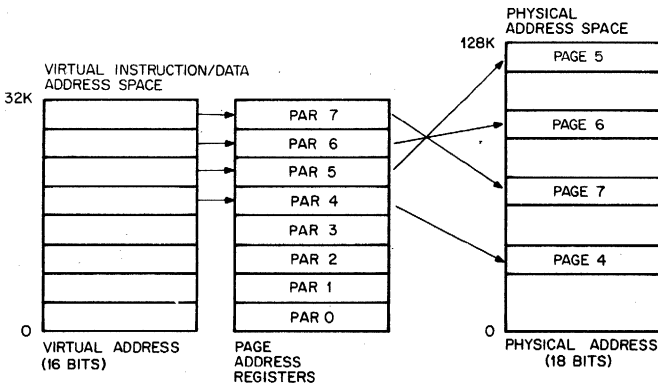 PHYSICAL
ADDRESS SPACE
128K
PAGE 5
PAGE 6
PAGE 7
PAGE 4
0
PHYSICAL ADDRESS
(18 BITS)
VIRTUAL INSTRUCTION/DATA
ADDRESS SPACE
32K
0
VIRTUAL ADDRESS
(16 BITS)
PAR 7
PAR 6
PAR 5
PAR 4
PAR 3
PAR 2
PAR 1
PAR 0
PAGE
ADDRESS
REGISTERS